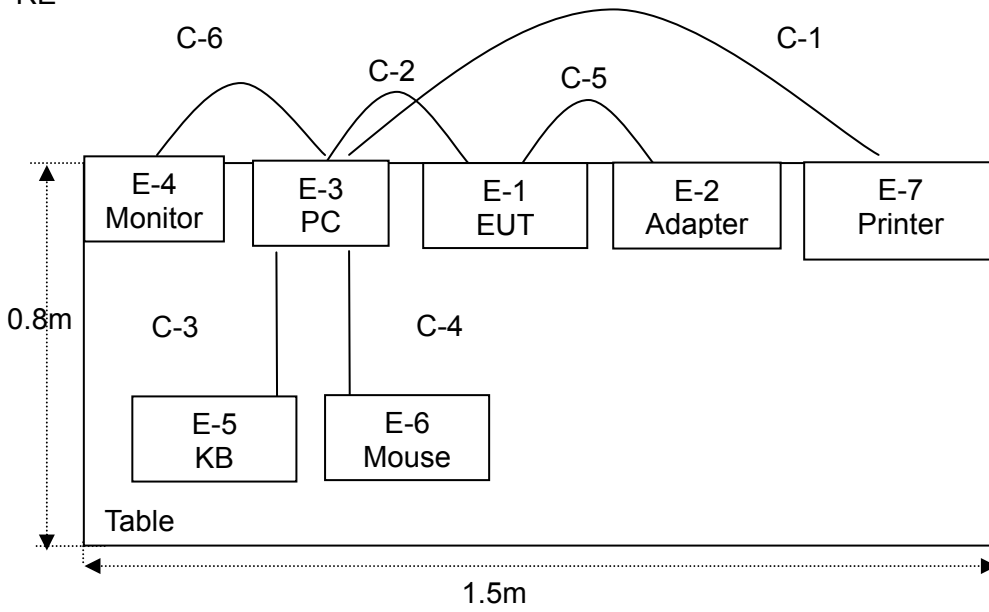 C-6
C-2
C-5
C-1
E-4
Monitor
E-3
PC
E-1
EUT
E-2
Adapter
E-7
Printer
0.8m
C-3
C-4
E-5
KB
E-6
Mouse
Table
1.5m